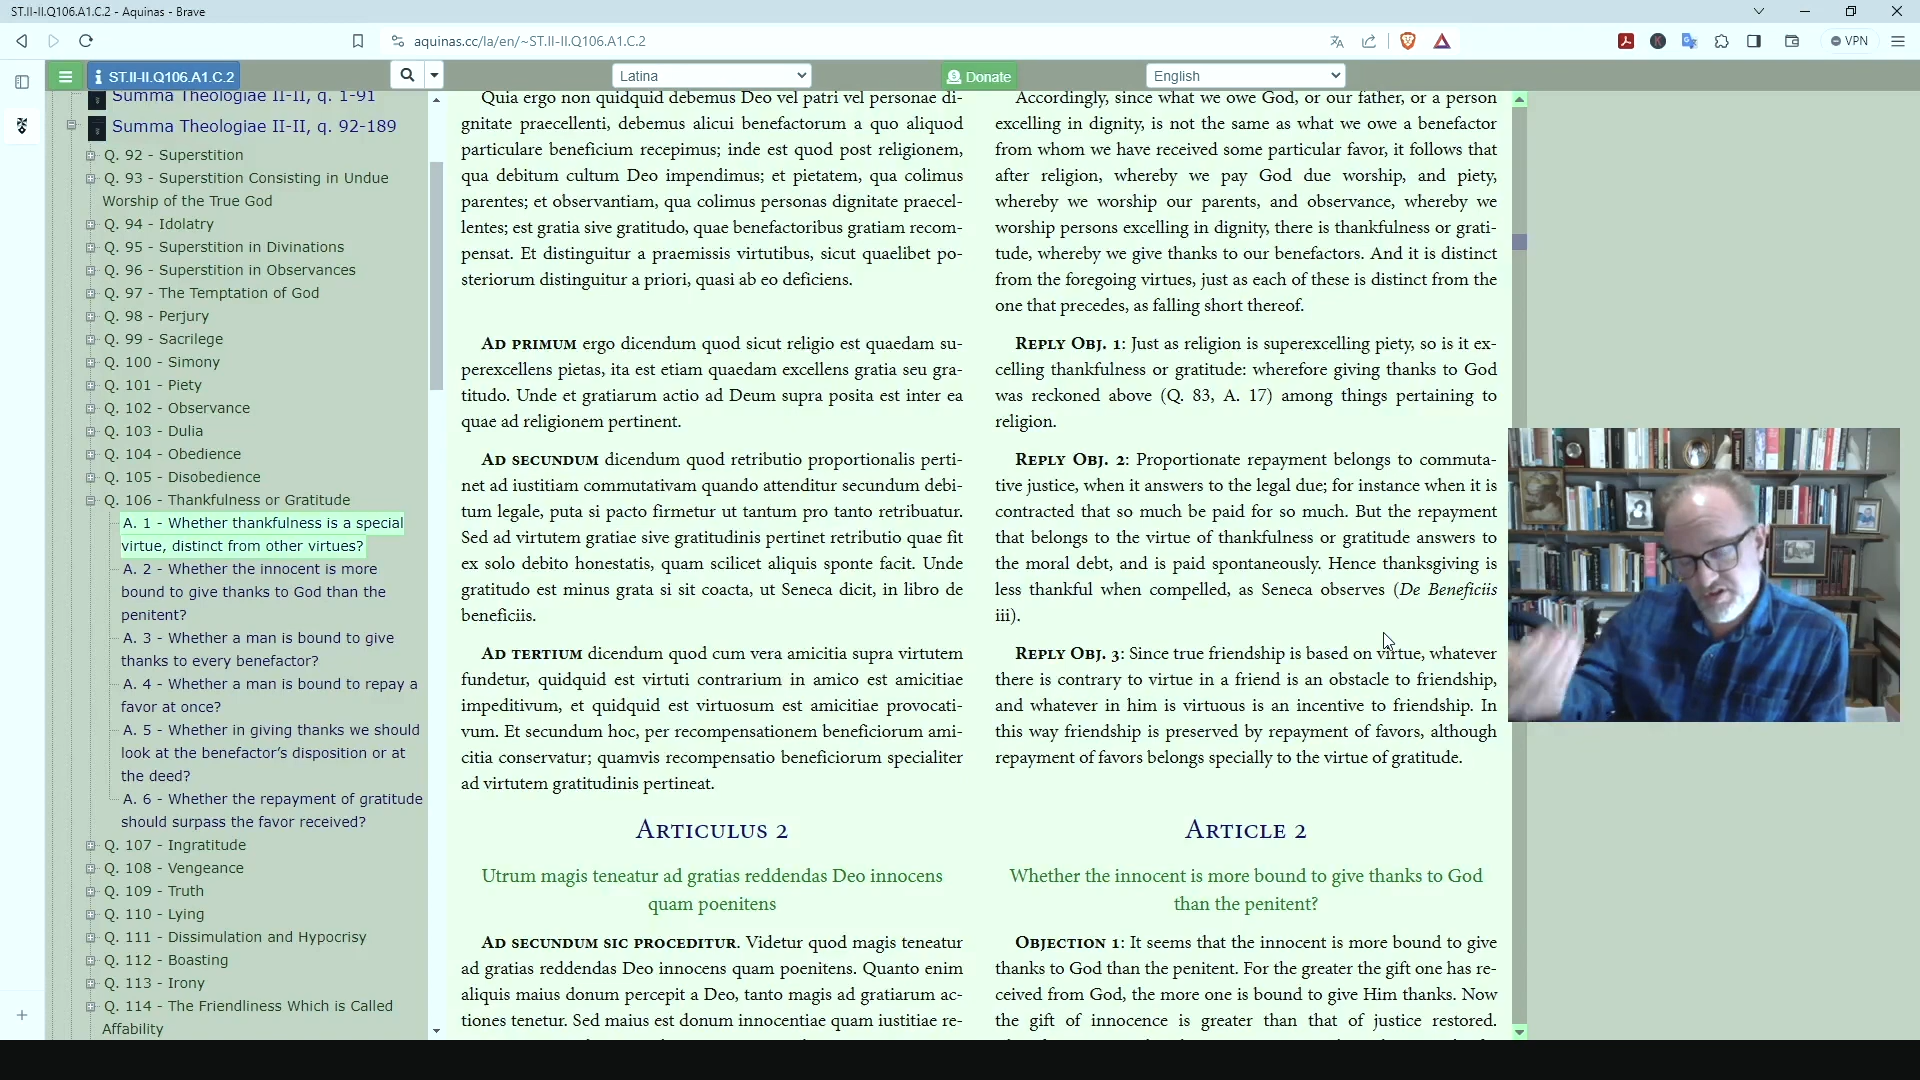 ST.II-II.Q106.A1.C.2 - Aquinas - Brave
aquinas.cc/la/en/~ST.II-II.Q106.A1.C.2
VPN
ST.II-II.Q106.A1.C.2
Latina
Donate
English
Summa Theologiae II-II, q. 1-91
Summa Theologiae II-II, q. 92-189
Q. 92 - Superstition
Q. 93 - Superstition Consisting in Undue
Worship of the True God
Q. 94 - Idolatry
Q. 95 - Superstition in Divinations
Q. 96 - Superstition in Observances
Q. 97 - The Temptation of God
Q. 98 - Perjury
Q. 99 - Sacrilege
Q. 100 - Simony
Q. 101 - Piety
Q. 102 - Observance
Q. 103 - Dulia
Q. 104 - Obedience
Q. 105 - Disobedience
Q. 106 - Thankfulness or Gratitude
A. 1 - Whether thankfulness is a special
virtue, distinct from other virtues?
A. 2 - Whether the innocent is more
bound to give thanks to God than the
penitent?
A. 3 - Whether a man is bound to give
thanks to every benefactor?
A. 4 - Whether a man is bound to repay a
favor at once?
A. 5 - Whether in giving thanks we should
look at the benefactor’s disposition or at
the deed?
A. 6 - Whether the repayment of gratitude
should surpass the favor received?
Q. 107 - Ingratitude
Q. 108 - Vengeance
Q. 109 - Truth
Q. 110 - Lying
Q. 111 - Dissimulation and Hypocrisy
Q. 112 - Boasting
Q. 113 - Irony
Q. 114 - The Friendliness Which is Called
Affability
Quia ergo non quidquid debemus Deo vel patri vel personae di-
gnitate praecellenti, debemus alicui benefactorum a quo aliquod
particulare beneficium recepimus; inde est quod post religionem,
qua debitum cultum Deo impendimus; et pietatem, qua colimus
parentes; et observantiam, qua colimus personas dignitate praecel-
lentes; est gratia sive gratitudo, quae benefactoribus gratiam recom-
pensat. Et distinguitur a praemissis virtutibus, sicut quaelibet po-
steriorum distinguitur a priori, quasi ab eo deficiens.
Ad primum ergo dicendum quod sicut religio est quaedam su-
perexcellens pietas, ita est etiam quaedam excellens gratia seu gra-
titudo. Unde et gratiarum actio ad Deum supra posita est inter ea
quae ad religionem pertinent.
Ad secundum dicendum quod retributio proportionalis perti-
net ad iustitiam commutativam quando attenditur secundum debi-
tum legale, puta si pacto firmetur ut tantum pro tanto retribuatur.
Sed ad virtutem gratiae sive gratitudinis pertinet retributio quae fit
ex solo debito honestatis, quam scilicet aliquis sponte facit. Unde
gratitudo est minus grata si sit coacta, ut Seneca dicit, in libro de
beneficiis.
Ad tertium dicendum quod cum vera amicitia supra virtutem
fundetur, quidquid est virtuti contrarium in amico est amicitiae
impeditivum, et quidquid est virtuosum est amicitiae provocati-
vum. Et secundum hoc, per recompensationem beneficiorum ami-
citia conservatur; quamvis recompensatio beneficiorum specialiter
ad virtutem gratitudinis pertineat.
Articulus 2
Utrum magis teneatur ad gratias reddendas Deo innocens
quam poenitens
Ad secundum sic proceditur. Videtur quod magis teneatur
ad gratias reddendas Deo innocens quam poenitens. Quanto enim
aliquis maius donum percepit a Deo, tanto magis ad gratiarum ac-
tiones tenetur. Sed maius est donum innocentiae quam iustitiae re-
Accordingly, since what we owe God, or our father, or a person
excelling in dignity, is not the same as what we owe a benefactor
from whom we have received some particular favor, it follows that
after religion, whereby we pay God due worship, and piety,
whereby we worship our parents, and observance, whereby we
worship persons excelling in dignity, there is thankfulness or grati-
tude, whereby we give thanks to our benefactors. And it is distinct
from the foregoing virtues, just as each of these is distinct from the
one that precedes, as falling short thereof.
Reply Obj. 1: Just as religion is superexcelling piety, so is it ex-
celling thankfulness or gratitude: wherefore giving thanks to God
was reckoned above (Q. 83, A. 17) among things pertaining to
religion.
Reply Obj. 2: Proportionate repayment belongs to commuta-
tive justice, when it answers to the legal due; for instance when it is
contracted that so much be paid for so much. But the repayment
that belongs to the virtue of thankfulness or gratitude answers to
the moral debt, and is paid spontaneously. Hence thanksgiving is
less thankful when compelled, as Seneca observes (De Beneficiis
iii).
Reply Obj. 3: Since true friendship is based on virtue, whatever
there is contrary to virtue in a friend is an obstacle to friendship,
and whatever in him is virtuous is an incentive to friendship. In
this way friendship is preserved by repayment of favors, although
repayment of favors belongs specially to the virtue of gratitude.
Article 2
Whether the innocent is more bound to give thanks to God
than the penitent?
Objection 1: It seems that the innocent is more bound to give
thanks to God than the penitent. For the greater the gift one has re-
ceived from God, the more one is bound to give Him thanks. Now
the gift of innocence is greater than that of justice restored.